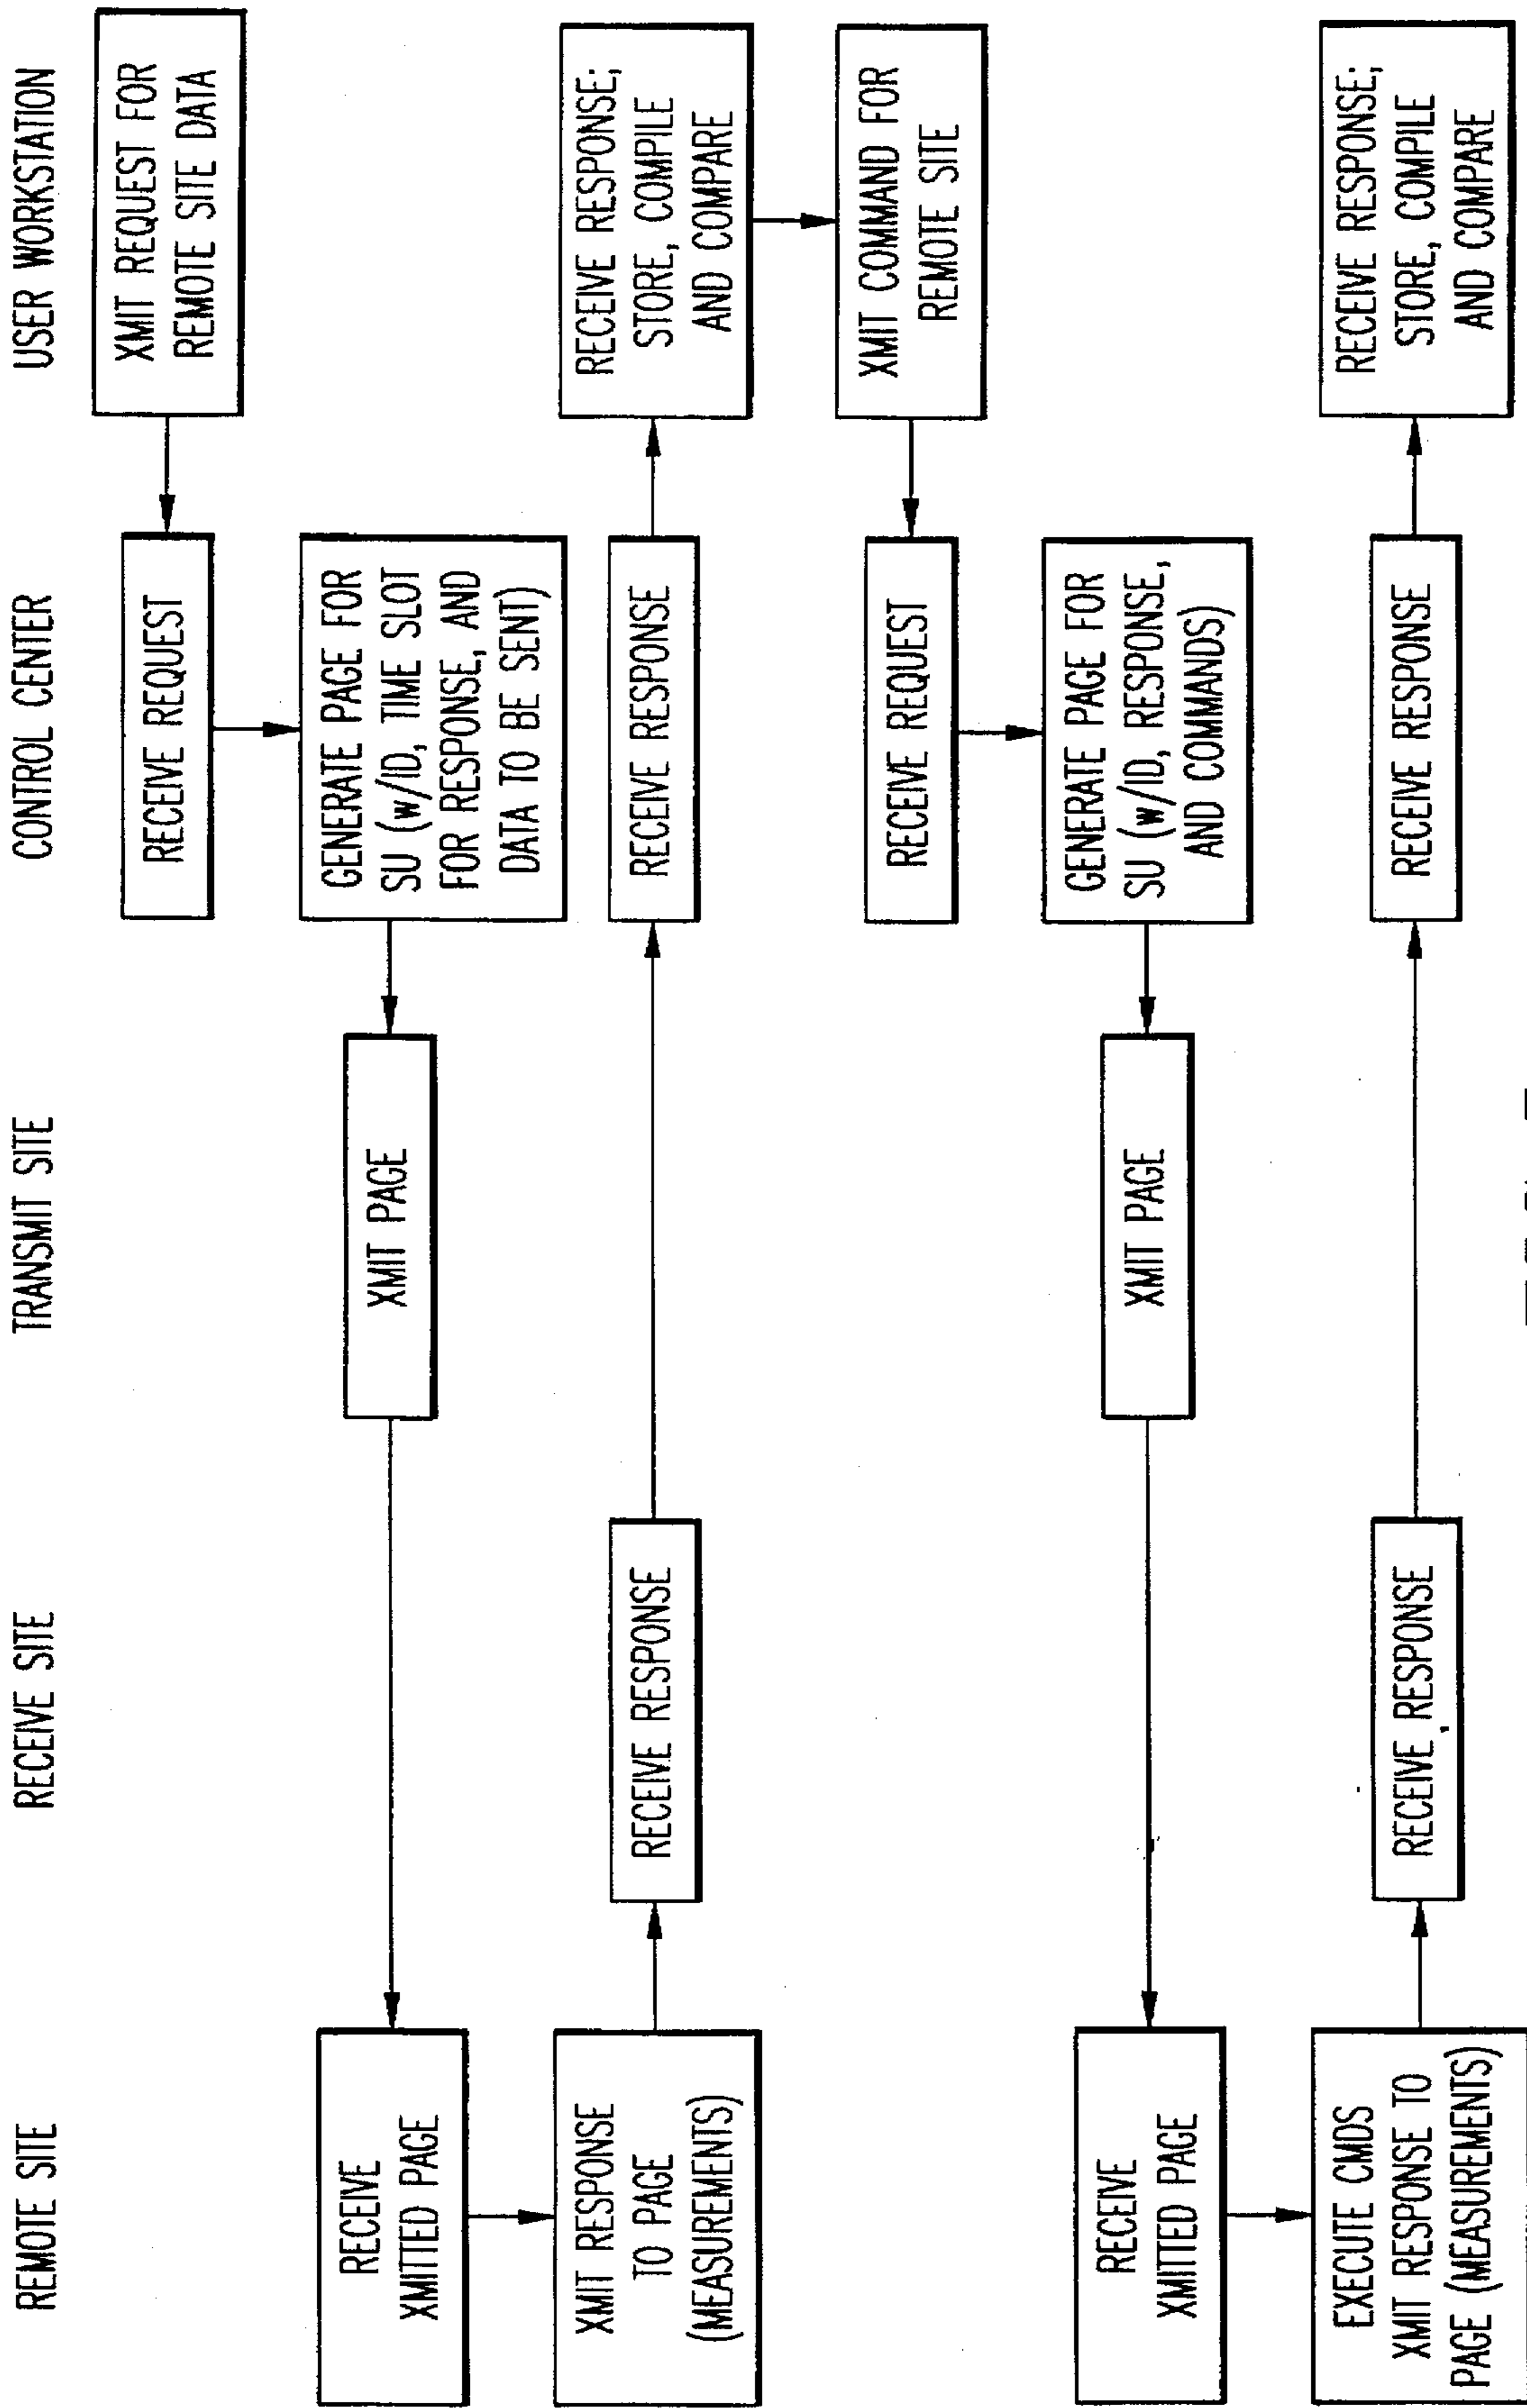 REMOTE SITE
RECEIVE SITE
TRANSMIT SITE
CONTROL CENTER
USER WORKSTATION
XMIT REQUEST FOR
REMOTE SITE DATA
RECEIVE REQUEST
GENERATE PAGE FOR
SU (w/ID, TIME SLOT
FOR RESPONSE, AND
DATA TO BE SENT)
XMIT PAGE
RECEIVE
XMITTED PAGE
XMIT RESPONSE
TO PAGE
(MEASUREMENTS)
RECEIVE RESPONSE
RECEIVE RESPONSE
RECEIVE RESPONSE;
STORE, COMPILE
AND COMPARE
XMIT COMMAND FOR
REMOTE SITE
RECEIVE REQUEST
GENERATE PAGE FOR
SU (w/ID, RESPONSE,
AND COMMANDS)
XMIT PAGE
RECEIVE
XMITTED PAGE
EXECUTE CMDS
XMIT RESPONSE TO
PAGE (MEASUREMENTS)
RECEIVE RESPONSE
RECEIVE RESPONSE
RECEIVE RESPONSE;
STORE, COMPILE
AND COMPARE